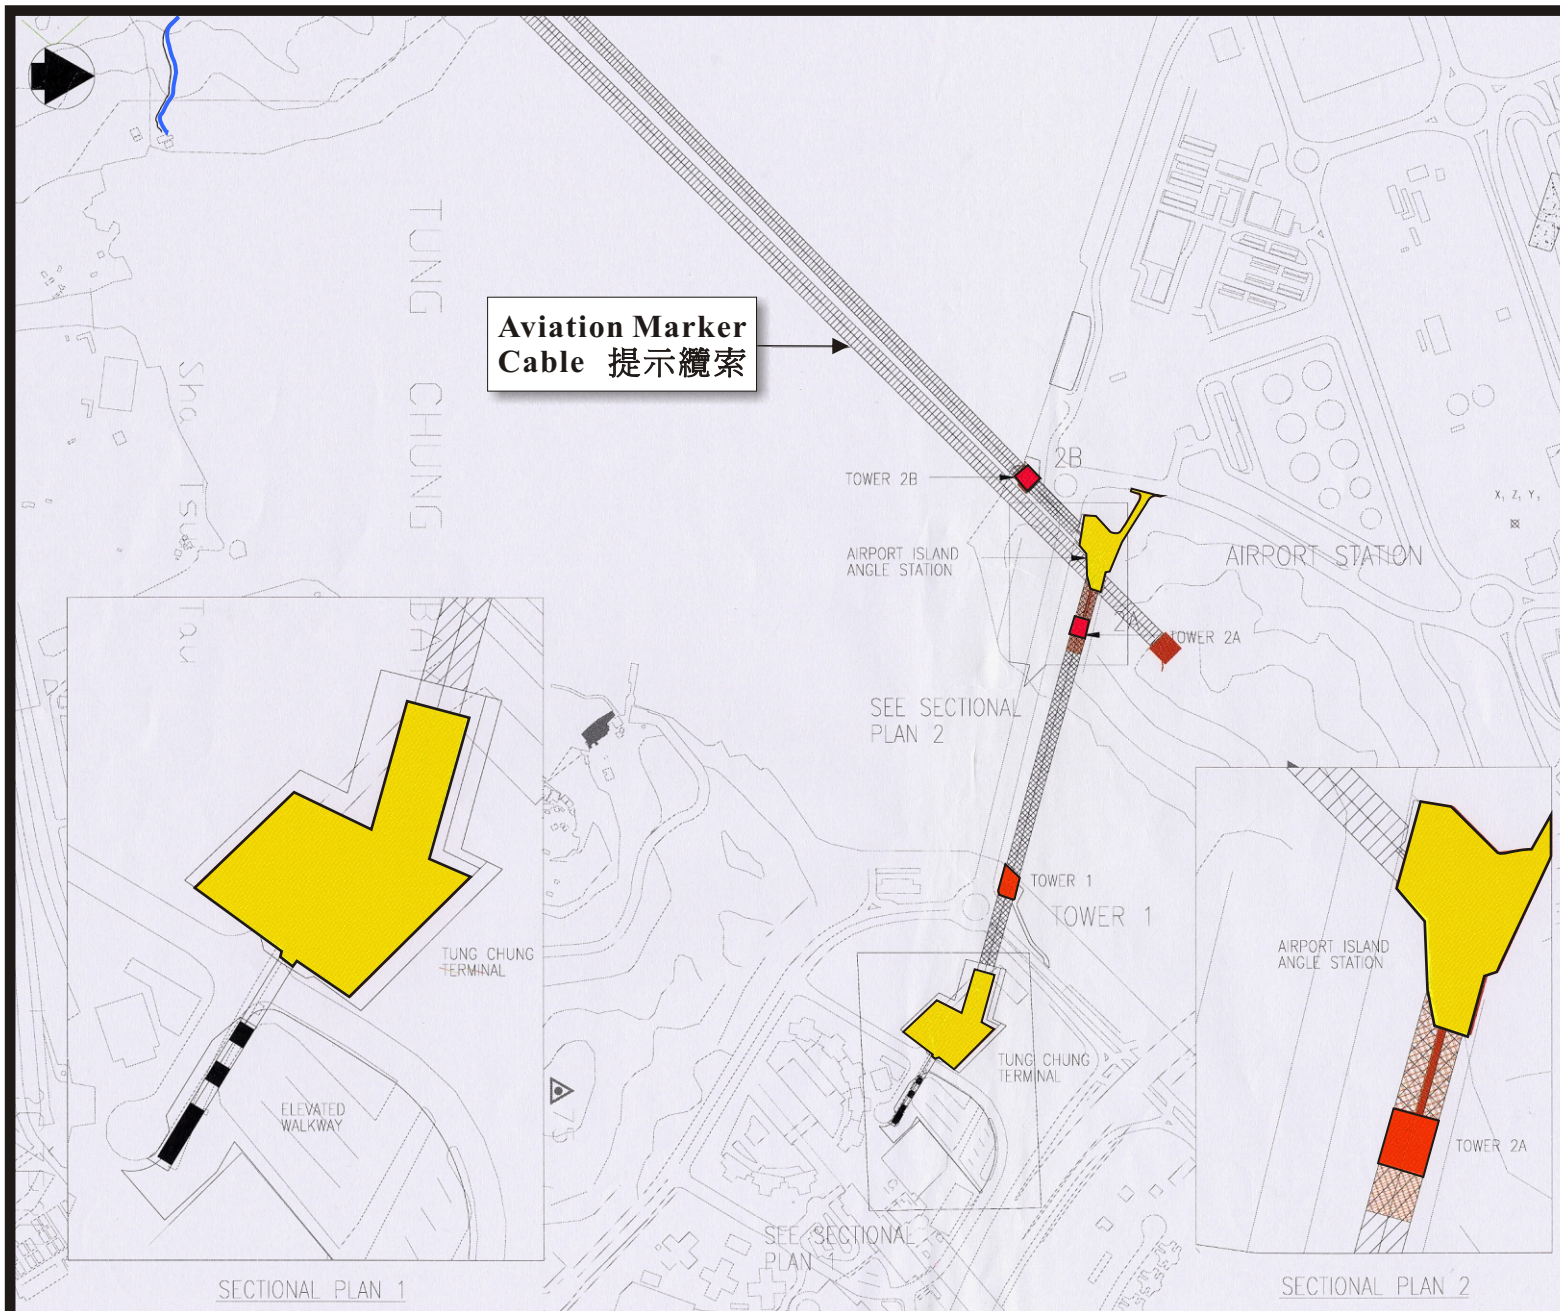 TUNG CHUNG BAY
Sha Tsui Tau
Aviation Marker
Cable 提示纜索
TOWER 2B
2B
AIRPORT ISLAND
ANGLE STATION
AIRPORT STATION
X, Z, Y,
2A
TOWER 2A
SEE SECTIONAL
PLAN 2
TOWER 1
TOWER 1
TUNG CHUNG
TERMINAL
SEE SECTIONAL
PLAN 1
TUNG CHUNG
TERMINAL
ELEVATED
WALKWAY
SECTIONAL PLAN 1
AIRPORT ISLAND
ANGLE STATION
TOWER 2A
SECTIONAL PLAN 2